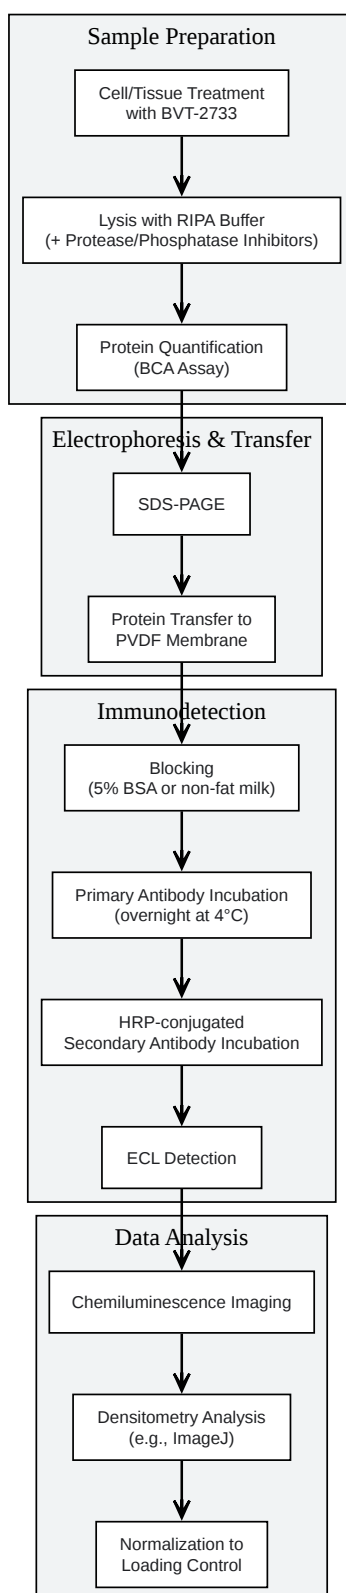 Sample Preparation
Cell/Tissue Treatment
with BVT-2733
Lysis with RIPA Buffer
(+ Protease/Phosphatase Inhibitors)
Protein Quantification
(BCA Assay)
Electrophoresis & Transfer
SDS-PAGE
Protein Transfer to
PVDF Membrane
Immunodetection
Blocking
(5% BSA or non-fat milk)
Primary Antibody Incubation
(overnight at 4°C)
HRP-conjugated
Secondary Antibody Incubation
ECL Detection
Data Analysis
Chemiluminescence Imaging
Densitometry Analysis
(e.g., ImageJ)
Normalization to
Loading Control